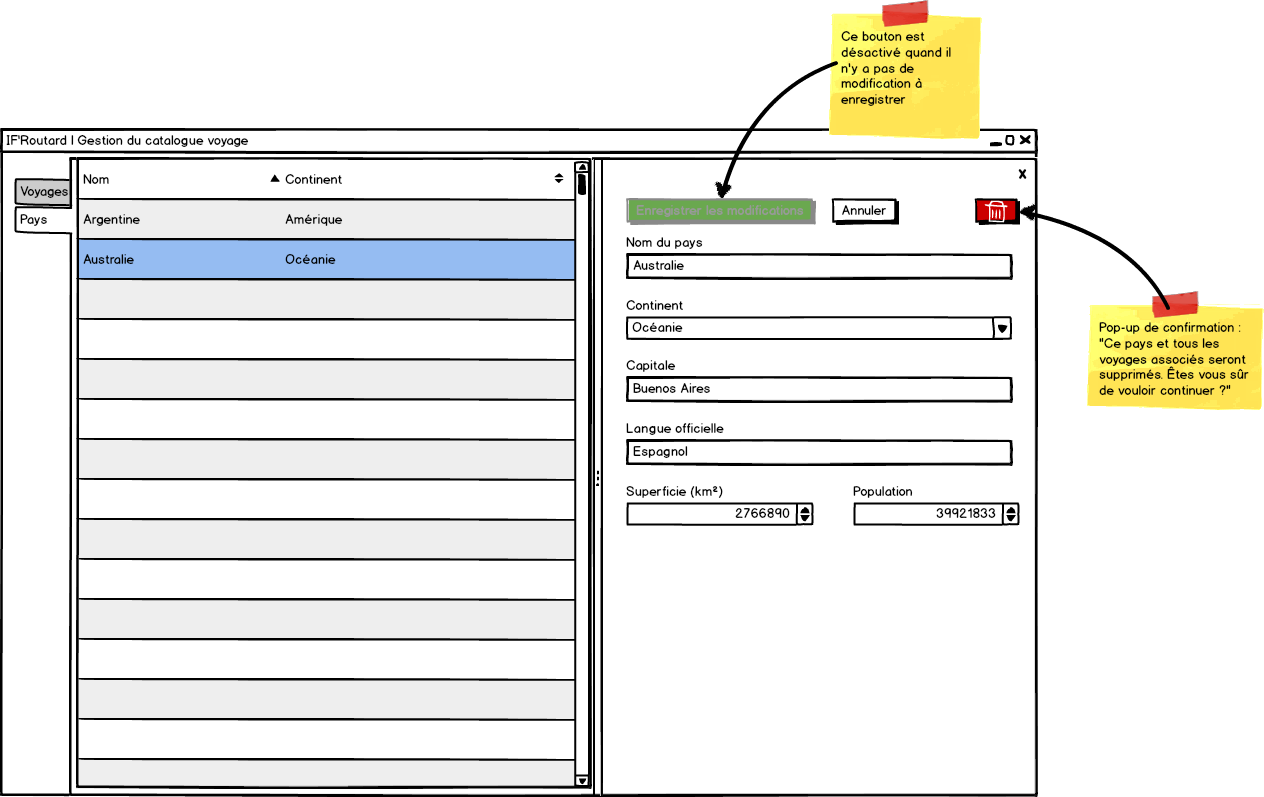 Ce bouton est
désactivé quand il
n'y a pas de
modification à
enregistrer
IF'Routard | Gestion du catalogue voyage
Voyages
Pays
Nom
Continent
Argentine
Amérique
Australie
Océanie
x
Enregistrer les modifications
Annuler
Nom du pays
Australie
Continent
Océanie
Capitale
Buenos Aires
Langue officielle
Espagnol
Superficie (km²)
Population
2766890
39921833
Pop-up de confirmation :
"Ce pays et tous les
voyages associés seront
supprimés. Êtes vous sûr
de vouloir continuer ?"